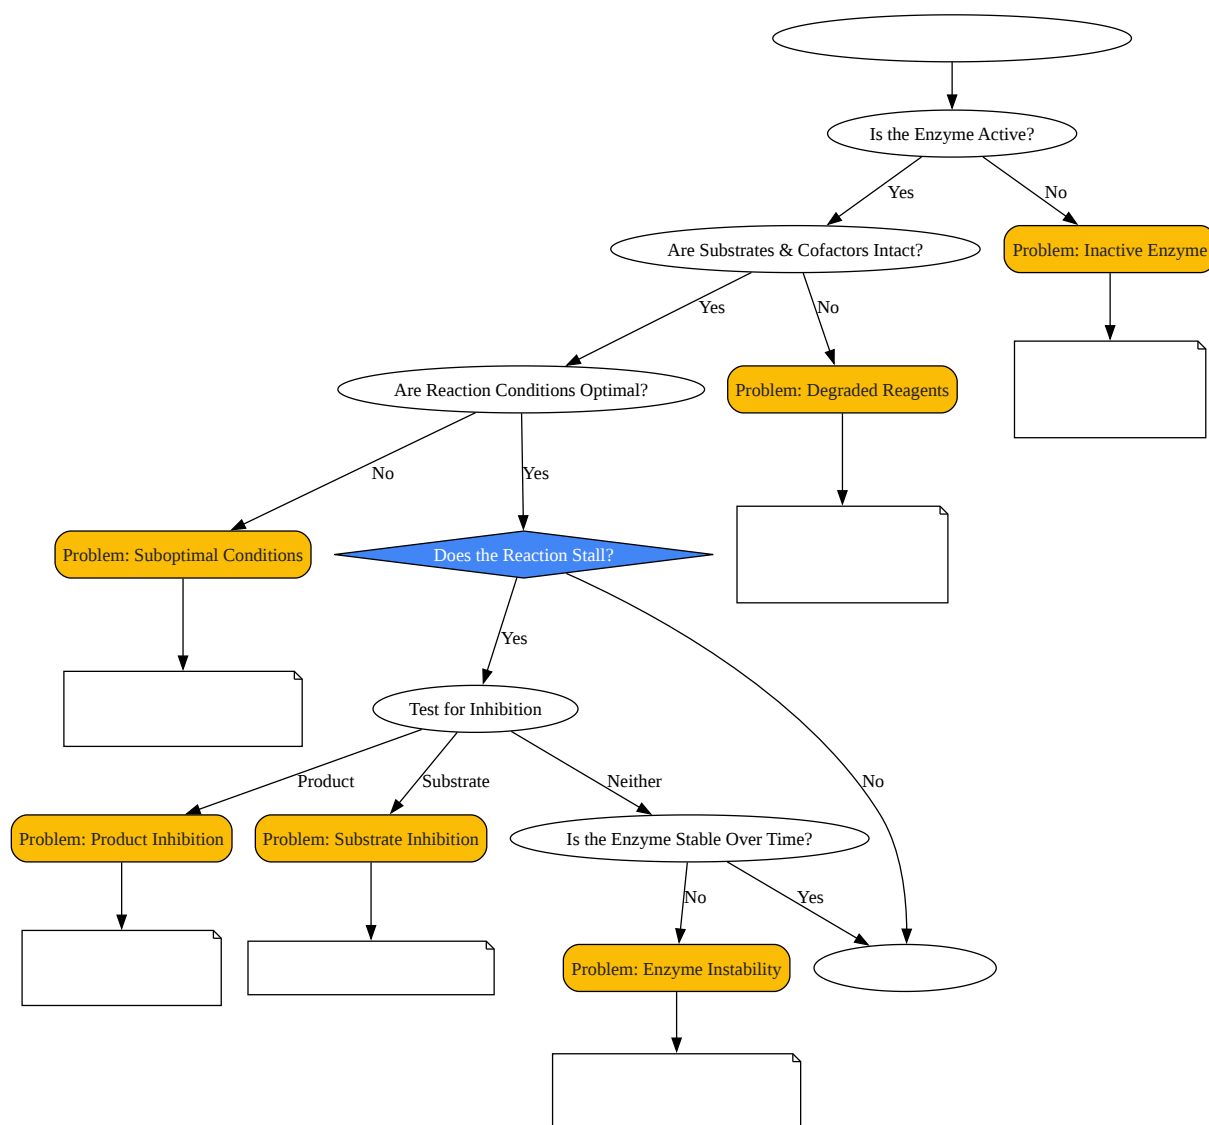 Is the Enzyme Active?
Yes
No
Are Substrates & Cofactors Intact?
Problem: Inactive Enzyme
Yes
No
Are Reaction Conditions Optimal?
Problem: Degraded Reagents
No
Yes
Problem: Suboptimal Conditions
Does the Reaction Stall?
Yes
Test for Inhibition
Product
Substrate
Neither
No
Problem: Product Inhibition
Problem: Substrate Inhibition
Is the Enzyme Stable Over Time?
No
Yes
Problem: Enzyme Instability